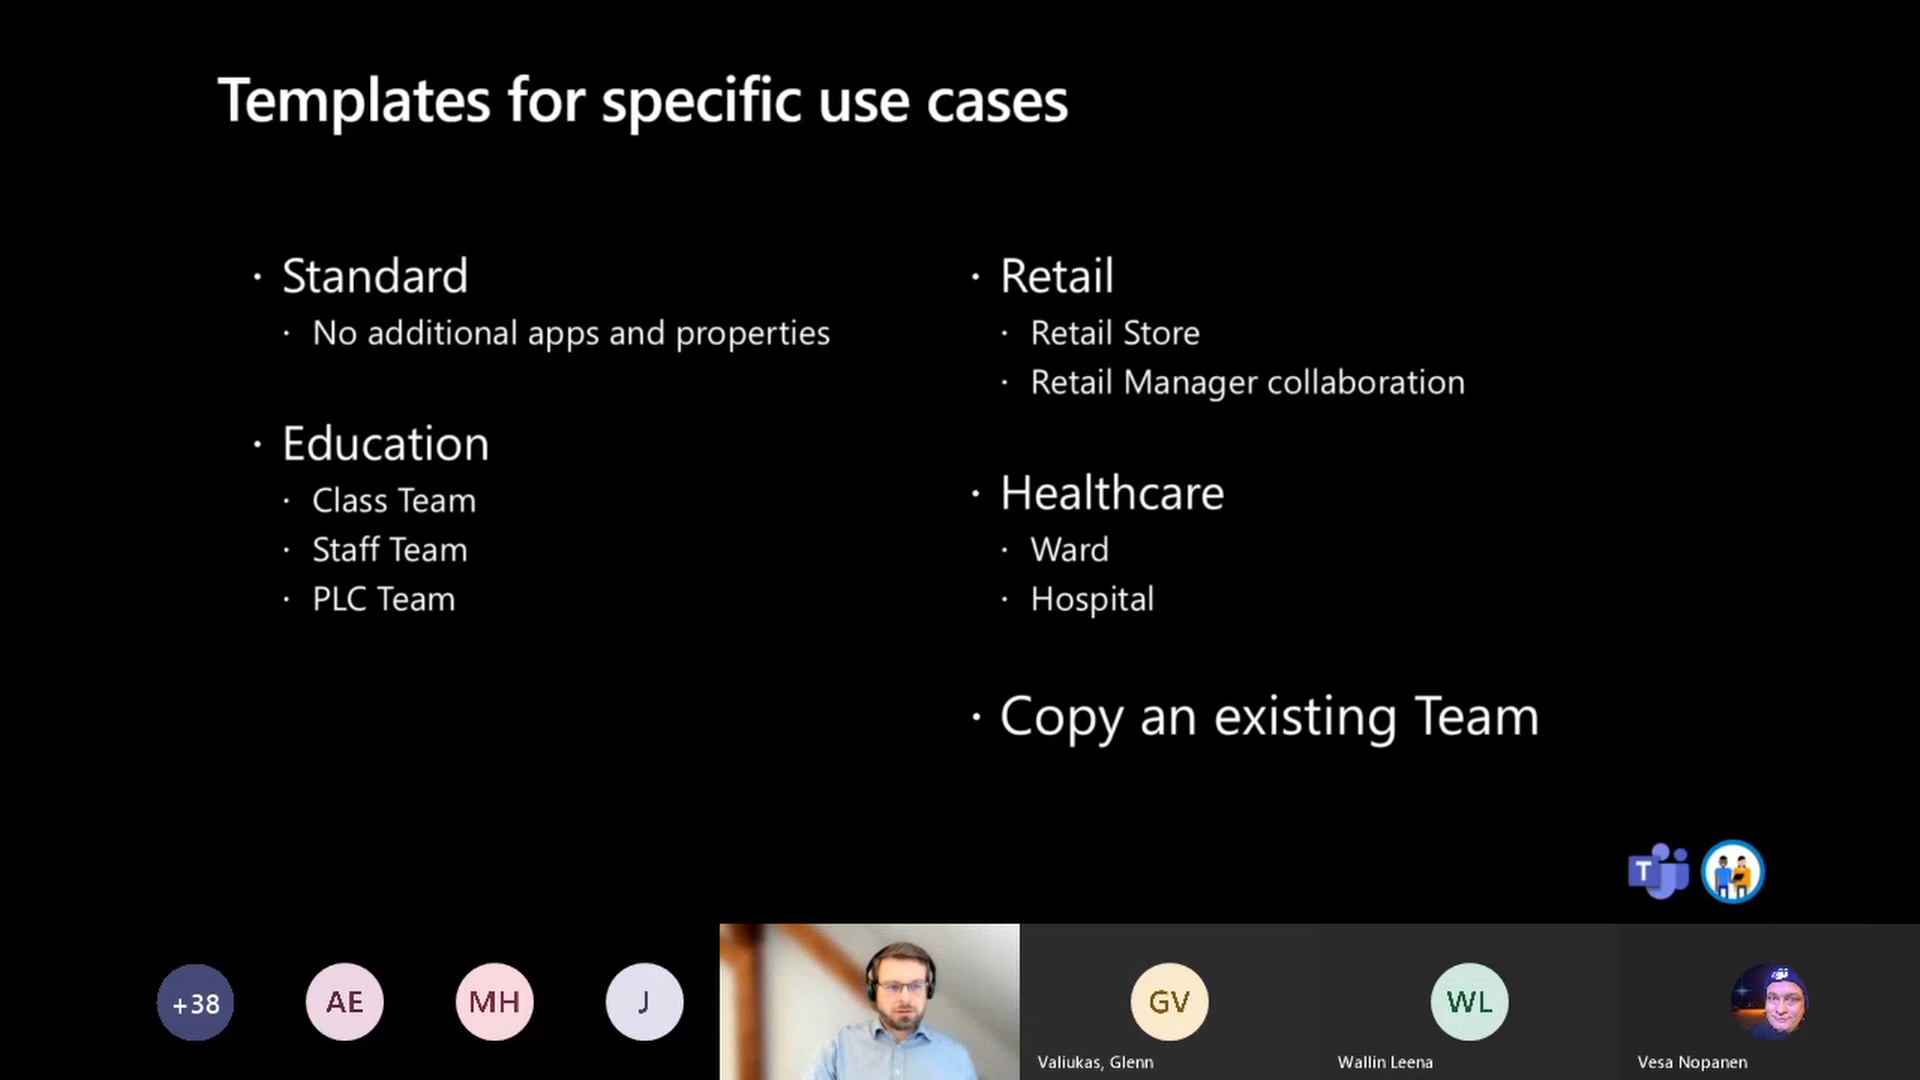 Templates for specific use cases
Standard
No additional apps and properties
Education
Class Team
Staff Team
PLC Team
Retail
Retail Store
Retail Manager collaboration
Healthcare
Ward
Hospital
Copy an existing Team
T
+38
AE
MH
J
GV
Valiukas, Glenn
WL
Wallin Leena
Vesa Nopanen